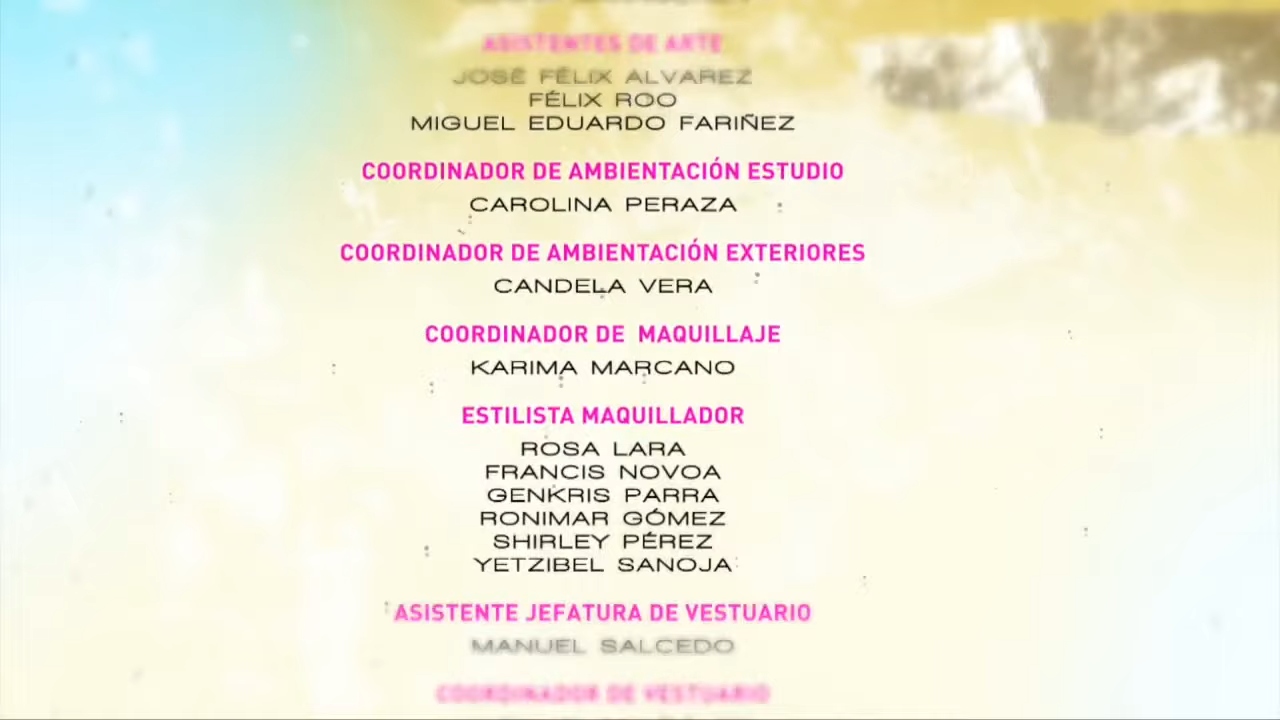 ASISTENTES DE ARTE
JOSÉ FÉLIX ALVAREZ
FÉLIX ROO
MIGUEL EDUARDO FARIÑEZ
COORDINADOR DE AMBIENTACIÓN ESTUDIO
CAROLINA PERAZA
COORDINADOR DE AMBIENTACIÓN EXTERIORES
CANDELA VERA
COORDINADOR DE MAQUILLAJE
KARIMA MARCANO
ESTILISTA MAQUILLADOR
ROSA LARA
FRANCIS NOVOA
GENKRIS PARRA
RONIMAR GÓMEZ
SHIRLEY PÉREZ
YETZIBEL SANOJA
ASISTENTE JEFATURA DE VESTUARIO
MANUEL SALCEDO
COORDINADOR DE VESTUARIO